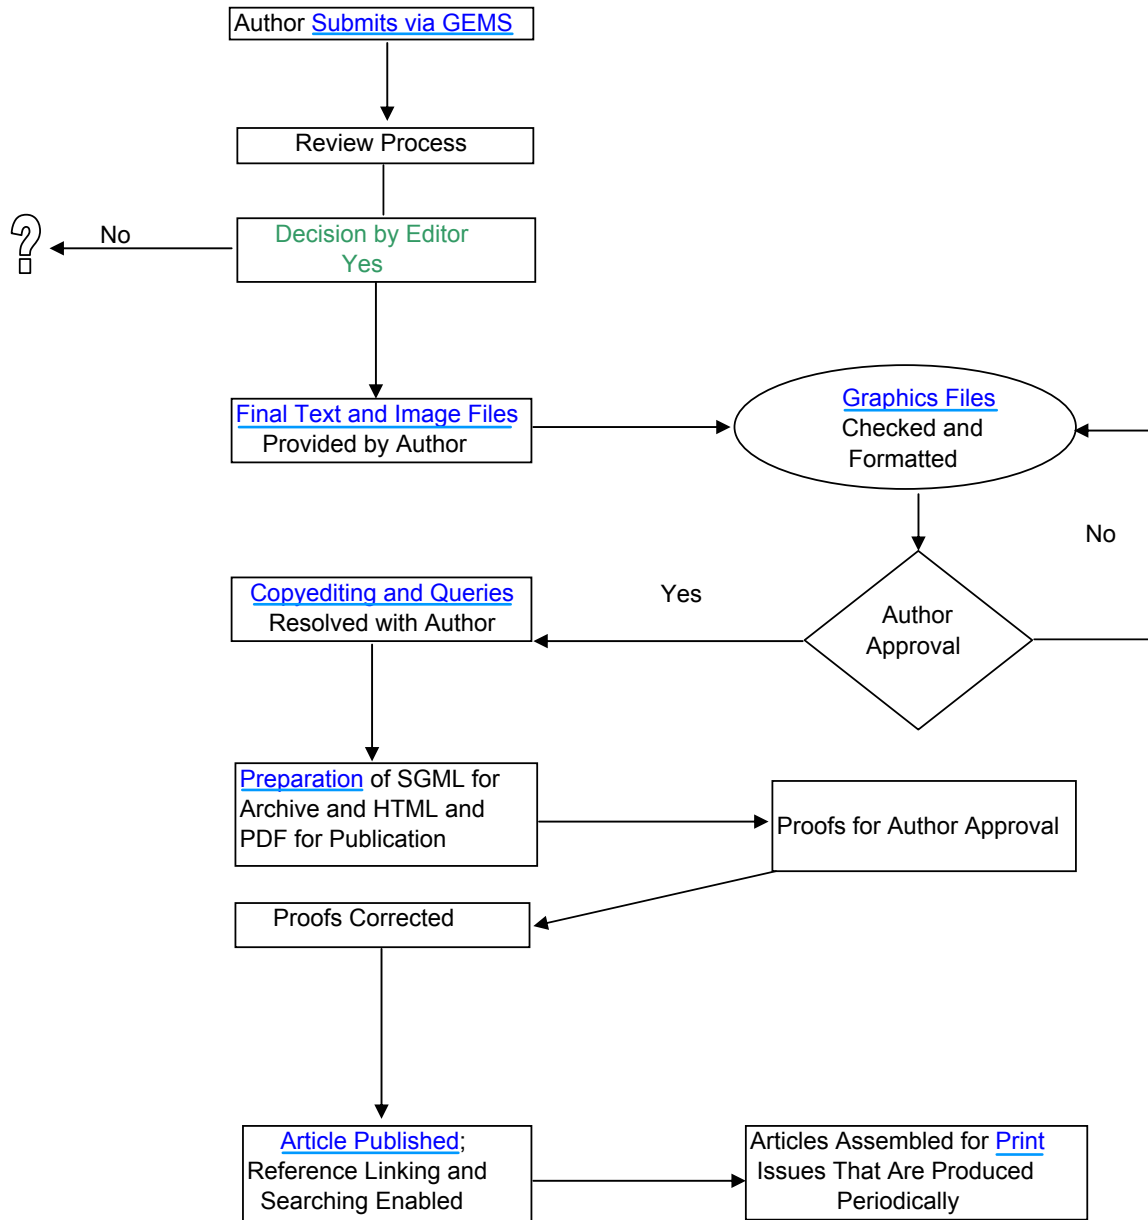 Author Submits via GEMS
Review Process
No
Decision by Editor
Yes
Final Text and Image Files
Provided by Author
Graphics Files
Checked and
Formatted
No
Author
Approval
Yes
Copyediting and Queries
Resolved with Author
Preparation of SGML for
Archive and HTML and
PDF for Publication
Proofs for Author Approval
Proofs Corrected
Article Published;
Reference Linking and
Searching Enabled
Articles Assembled for Print
Issues That Are Produced
Periodically